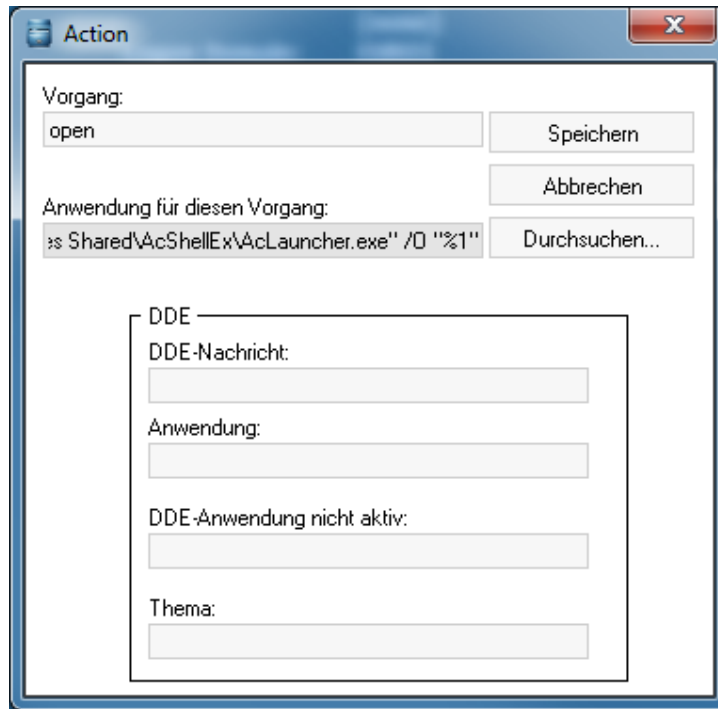 Action
x
Vorgang:
open
Speichern
Abbrechen
Anwendung für diesen Vorgang:
es Shared\AcShellEx\AcLauncher.exe" /O "%1"
Durchsuchen...
DDE
DDE-Nachricht:
Anwendung:
DDE-Anwendung nicht aktiv:
Thema: